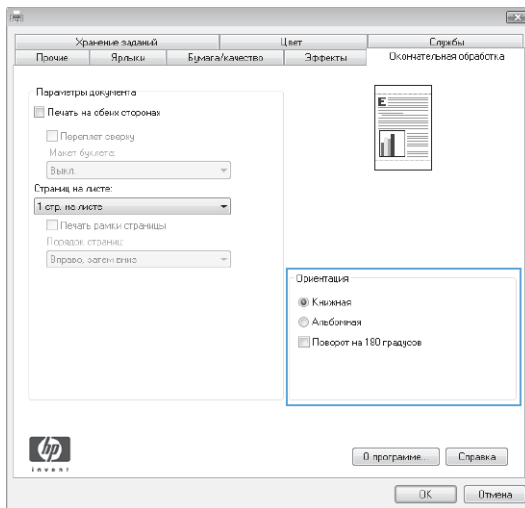 Хранение заданий Цвет Службы
Прочие Ярлыки Бумага/качество Эффекты Окончательная обработка
Параметры документа
Печать на обеих сторонах
Переплет сверху
Макет буклета:
Выкл.
Страниц на листе:
1 стр. на листе
Печать рамки страницы
Порядок страниц:
Вправо, затем вниз
E
Ориентация
Книжная
Альбомная
Поворот на 180 градусов
hp
invent
О программе... Справка
OK Отмена